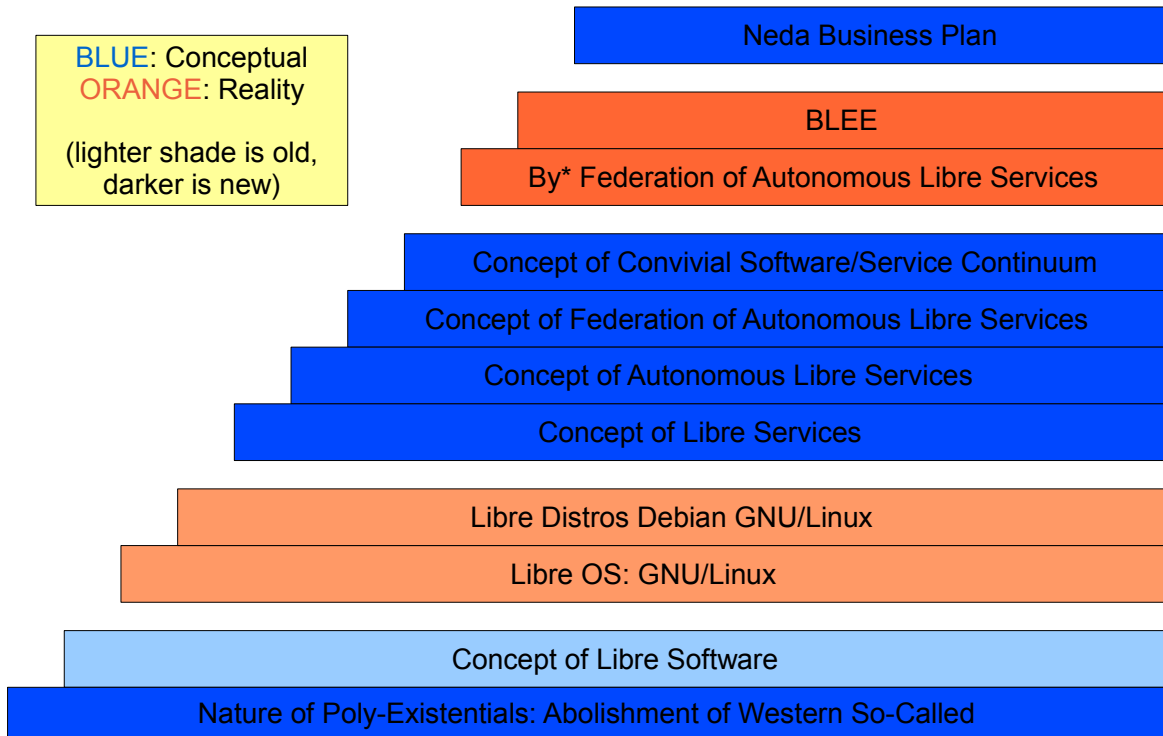 BLUE: Conceptual
ORANGE: Reality
(lighter shade is old,
darker is new)
Neda Business Plan
BLEE
By* Federation of Autonomous Libre Services
Concept of Convivial Software/Service Continuum
Concept of Federation of Autonomous Libre Services
Concept of Autonomous Libre Services
Concept of Libre Services
Libre Distros Debian GNU/Linux
Libre OS: GNU/Linux
Concept of Libre Software
Nature of Poly-Existentials: Abolishment of Western So-Called